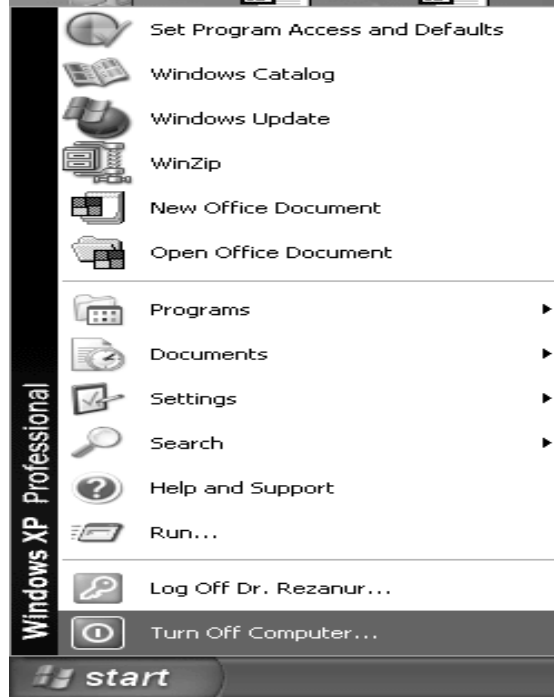 Set Program Access and Defaults
Windows Catalog
Windows Update
WinZip
New Office Document
Open Office Document
Programs
Documents
Settings
Search
Help and Support
Run...
Log Off Dr. Rezanur...
Turn Off Computer...
Windows XP Professional
start